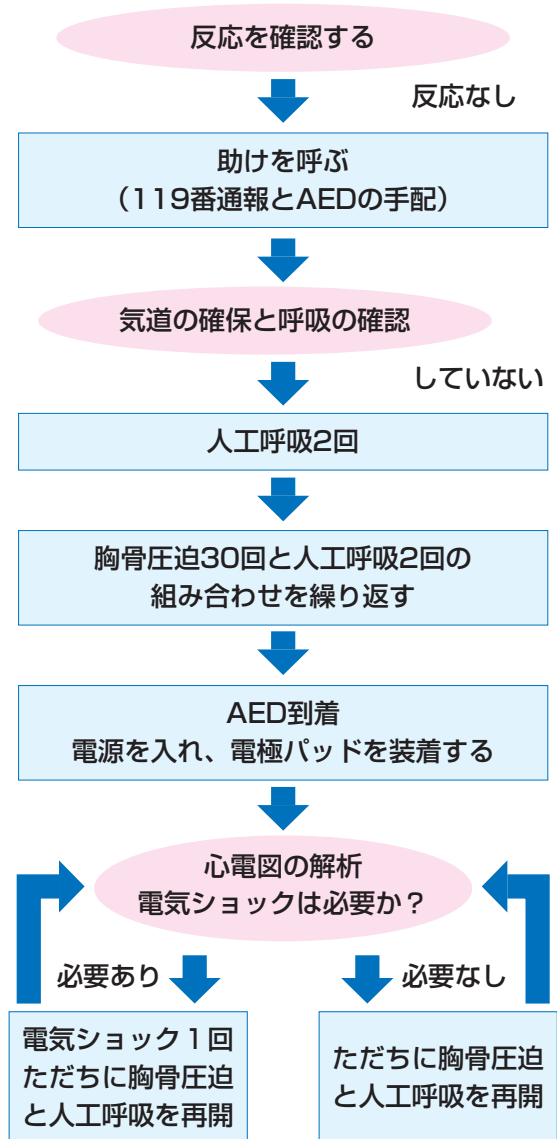 反応を確認する
反応なし
助けを呼ぶ
（119番通報とAEDの手配）
気道の確保と呼吸の確認
していない
人工呼吸2回
胸骨圧迫30回と人工呼吸2回の
組み合わせを繰り返す
AED到着
電源を入れ、電極パッドを装着する
心電図の解析
電気ショックは必要か？
必要あり
必要なし
電気ショック１回
ただちに胸骨圧迫
と人工呼吸を再開
ただちに胸骨圧迫
と人工呼吸を再開